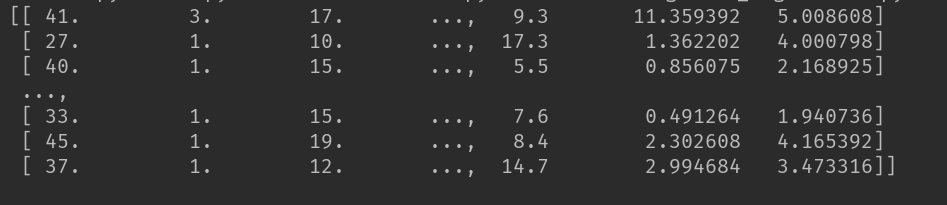 [[ 41. 3. 17. ..., 9.3 11.359392 5.008608]
[ 27. 1. 10. ..., 17.3 1.362202 4.000798]
[ 40. 1. 15. ..., 5.5 0.856075 2.168925]
...,
[ 33. 1. 15. ..., 7.6 0.491264 1.940736]
[ 45. 1. 19. ..., 8.4 2.302608 4.165392]
[ 37. 1. 12. ..., 14.7 2.994684 3.473316]]